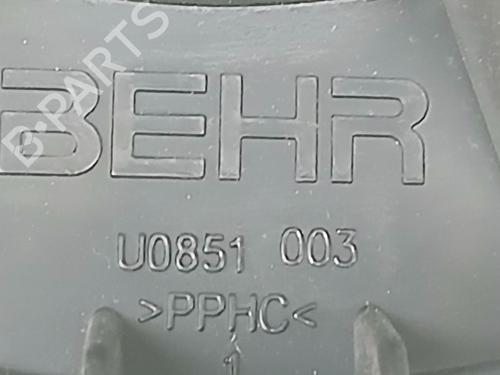 B-PARTS
BEHR
U0851 003
>PPHC<
1